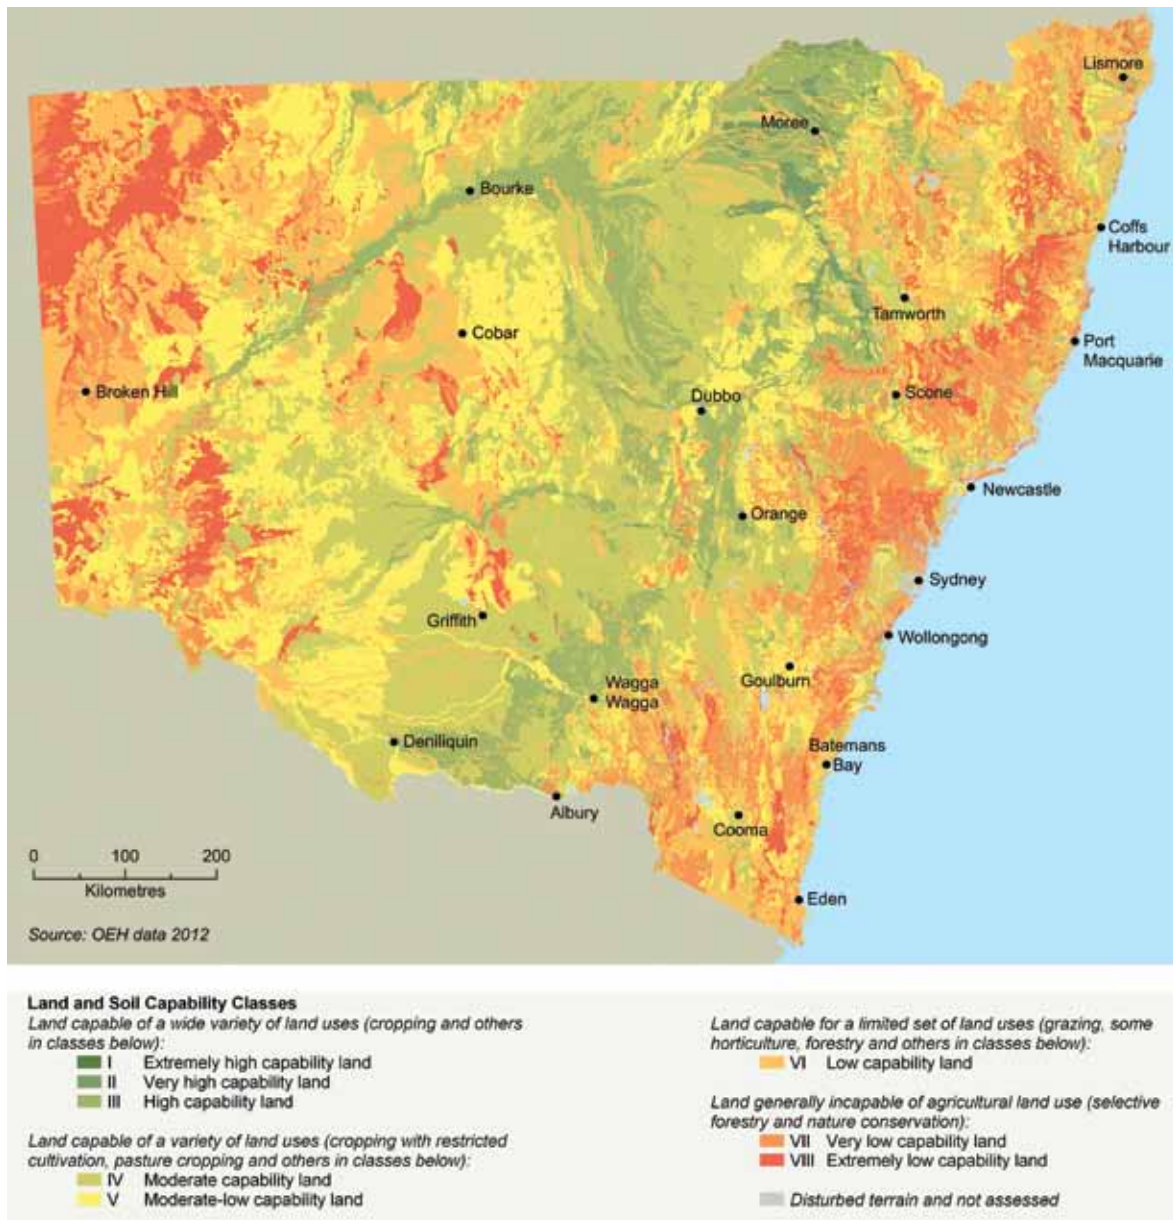 Lismore
Moree
Bourke
Coffs
Harbour
Tamworth
Cobar
Port
Macquarie
Broken Hill
Scone
Dubbo
Newcastle
Orange
Sydney
Griffith
Wollongong
Goulburn
Wagga
Wagga
Deniliquin
Batemans
Bay
Albury
Cooma
Eden
0 100 200
Kilometres
Source: OEH data 2012
Land and Soil Capability Classes
Land capable of a wide variety of land uses (cropping and others
in classes below):
I Extremely high capability land
II Very high capability land
III High capability land
Land capable of a variety of land uses (cropping with restricted
cultivation, pasture cropping and others in classes below):
IV Moderate capability land
V Moderate-low capability land
Land capable for a limited set of land uses (grazing, some
horticulture, forestry and others in classes below):
VI Low capability land
Land generally incapable of agricultural land use (selective
forestry and nature conservation):
VII Very low capability land
VIII Extremely low capability land
Disturbed terrain and not assessed